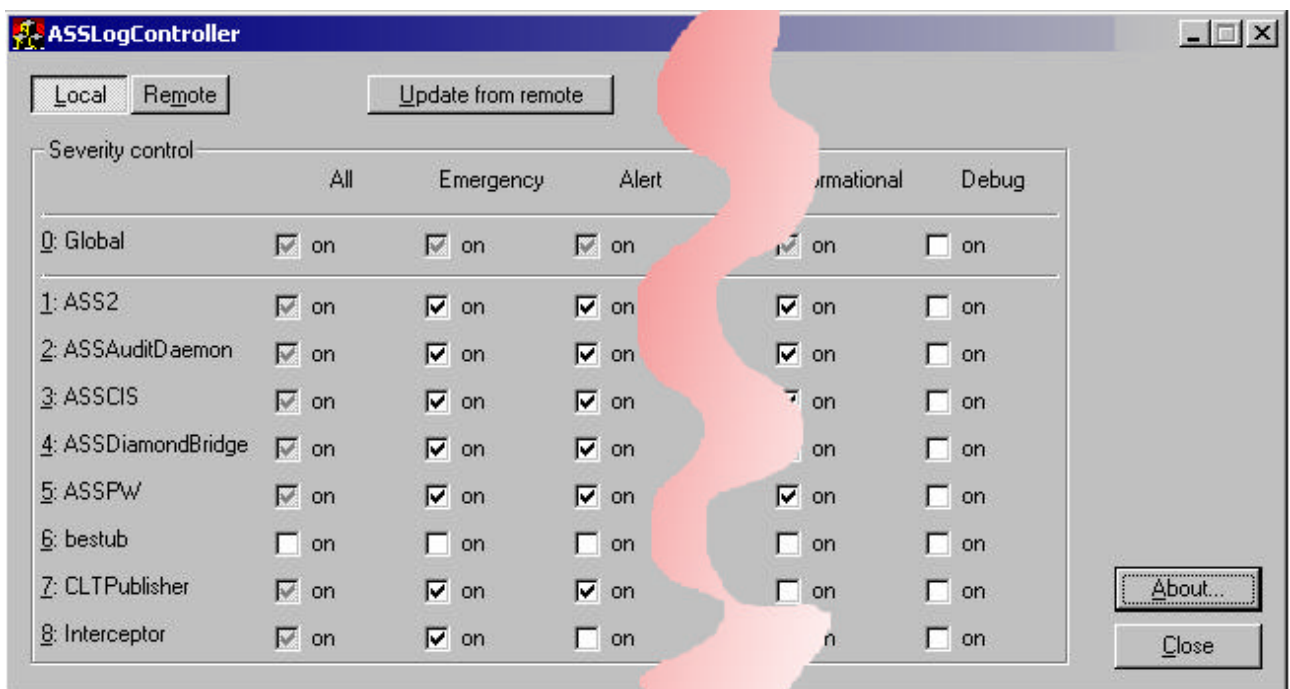 ASSLogController
Local Remote Update from remote
Severity control
All Emergency Alert Debug
0: Global on on on on on
1: ASS2 on on on on on
2: ASSAuditDaemon on on on on on
3: ASSCIS on on on on on
4: ASSDiamondBridge on on on on on
5: ASSPW on on on on on
6: bestub on on on on on
7: CLTPublisher on on on on on
8: Interceptor on on on on
About...
Close